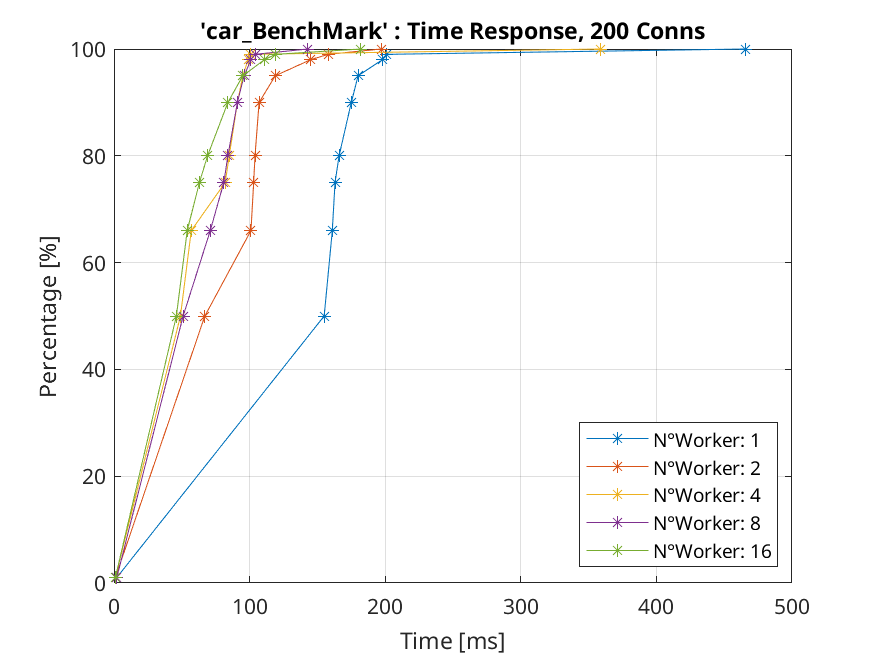 'car_BenchMark' : Time Response, 200 Conns
100
80
60
40
20
0
Percentage [%]
N°Worker: 1
N°Worker: 2
N°Worker: 4
N°Worker: 8
N°Worker: 16
0 100 200 300 400 500
Time [ms]